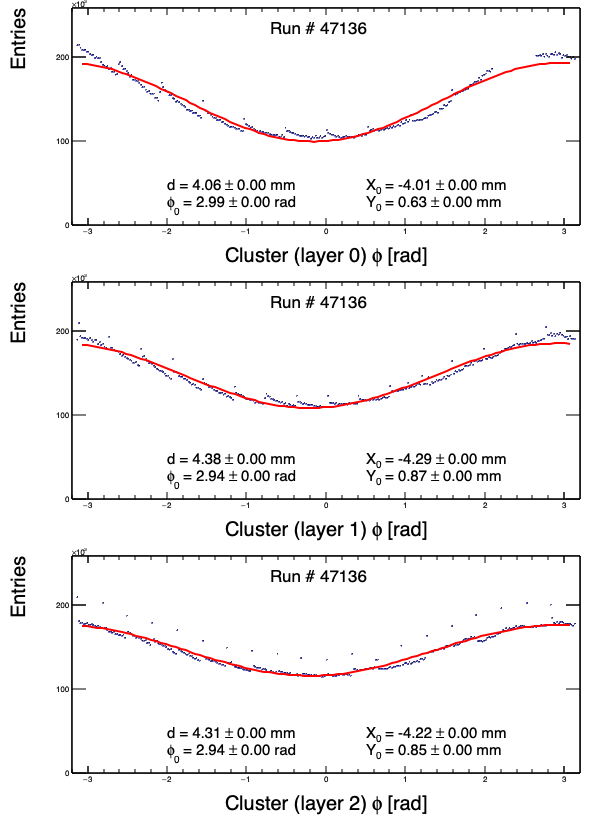 ×10²
Entries
Run # 47136
200
100
0
d = 4.06 ± 0.00 mm X₀ = -4.01 ± 0.00 mm
ϕ₀ = 2.99 ± 0.00 rad Y₀ = 0.63 ± 0.00 mm
−3 −2 −1 0 1 2 3
Cluster (layer 0) ϕ [rad]
×10²
Entries
Run # 47136
200
100
0
d = 4.38 ± 0.00 mm X₀ = -4.29 ± 0.00 mm
ϕ₀ = 2.94 ± 0.00 rad Y₀ = 0.87 ± 0.00 mm
−3 −2 −1 0 1 2 3
Cluster (layer 1) ϕ [rad]
×10²
Entries
Run # 47136
200
100
0
d = 4.31 ± 0.00 mm X₀ = -4.22 ± 0.00 mm
ϕ₀ = 2.94 ± 0.00 rad Y₀ = 0.85 ± 0.00 mm
−3 −2 −1 0 1 2 3
Cluster (layer 2) ϕ [rad]